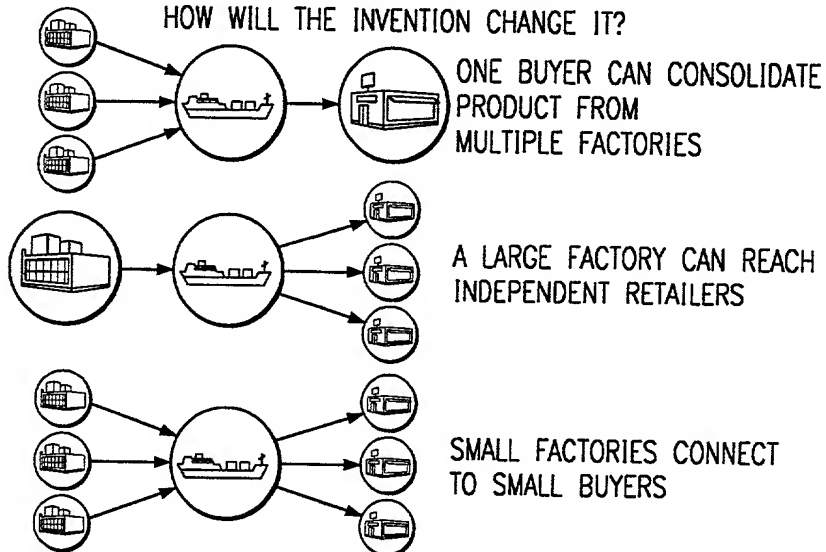 HOW WILL THE INVENTION CHANGE IT?
ONE BUYER CAN CONSOLIDATE
PRODUCT FROM
MULTIPLE FACTORIES
A LARGE FACTORY CAN REACH
INDEPENDENT RETAILERS
SMALL FACTORIES CONNECT
TO SMALL BUYERS